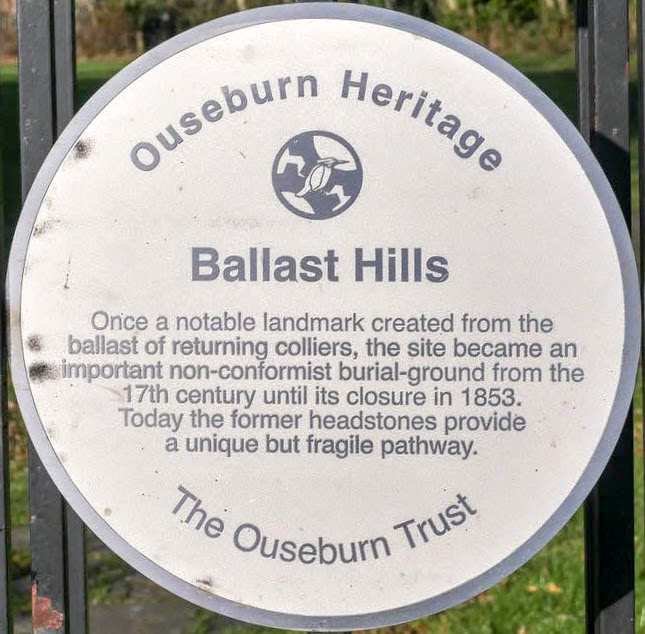 Ouseburn Heritage
Ballast Hills
Once a notable landmark created from the
ballast of returning colliers, the site became an
important non-conformist burial-ground from the
17th century until its closure in 1853.
Today the former headstones provide
a unique but fragile pathway.
The Ouseburn Trust